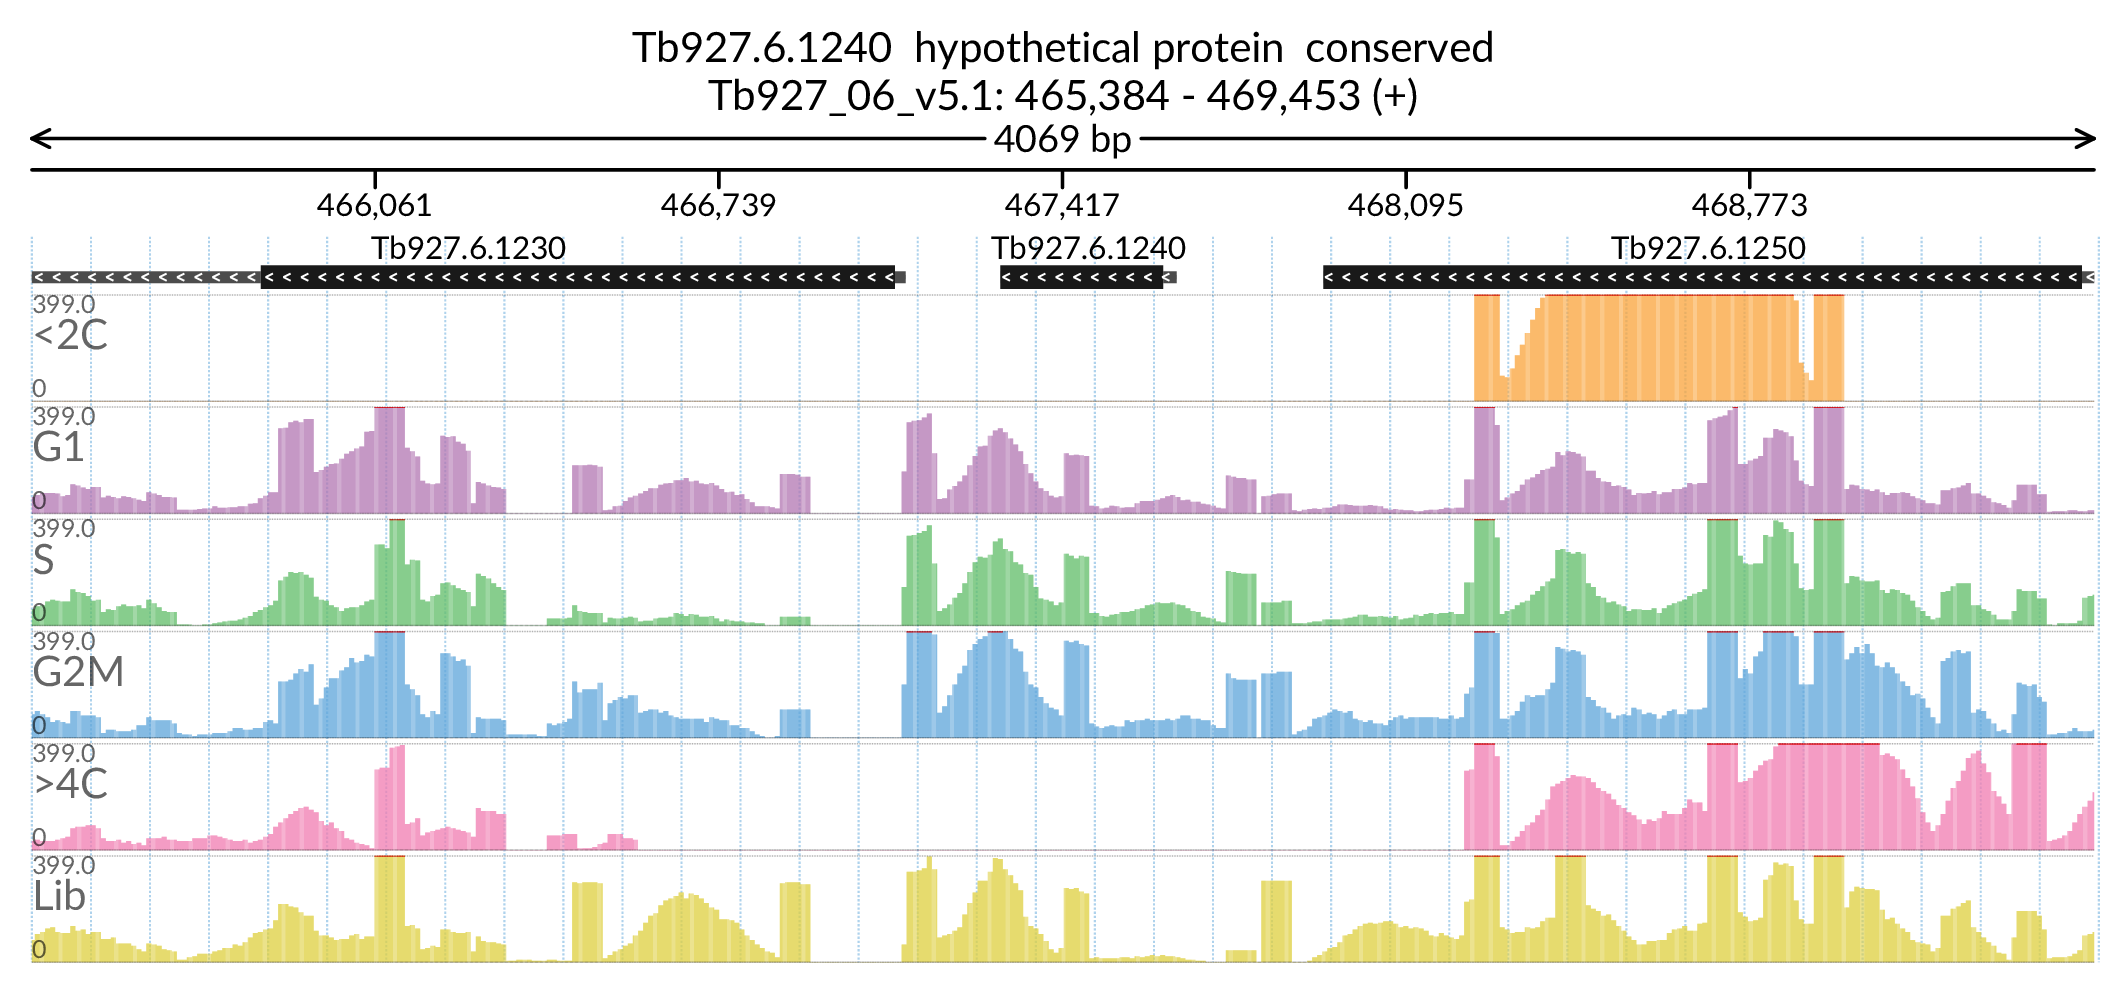 Tb927.6.1240 hypothetical protein conserved
Tb927_06_v5.1: 465,384 - 469,453 (+)
4069 bp
466,061 466,739 467,417 468,095 468,773
Tb927.6.1230 Tb927.6.1240 Tb927.6.1250
399.0
<2C
0
399.0
G1
0
399.0
S
0
399.0
G2M
0
399.0
>4C
0
399.0
Lib
0